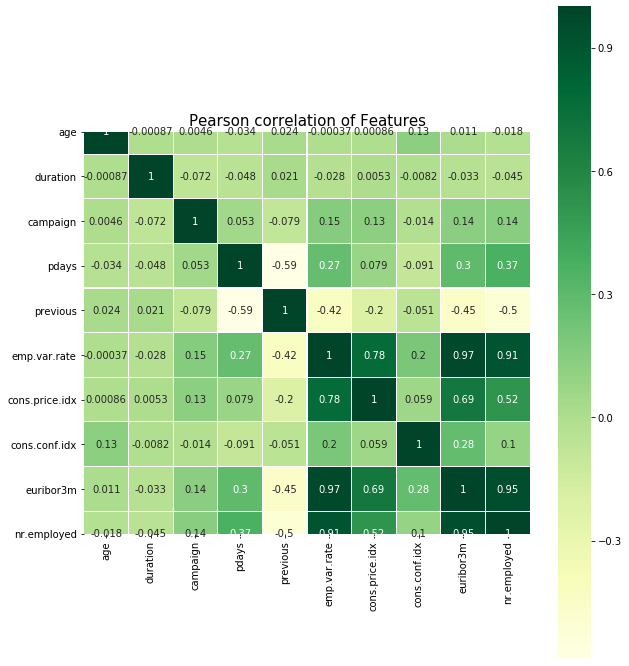 Pearson correlation of Features
age 1 -0.00087 0.0046 -0.034 0.024 -0.00037 0.00086 0.13 0.011 -0.018
duration -0.00087 1 -0.072 -0.048 0.021 -0.028 0.0053 -0.0082 -0.033 -0.045
campaign 0.0046 -0.072 1 0.053 -0.079 0.15 0.13 -0.014 0.14 0.14
pdays -0.034 -0.048 0.053 1 -0.59 0.27 0.079 -0.091 0.3 0.37
previous 0.024 0.021 -0.079 -0.59 1 -0.42 -0.2 -0.051 -0.45 -0.5
emp.var.rate -0.00037 -0.028 0.15 0.27 -0.42 1 0.78 0.2 0.97 0.91
cons.price.idx 0.00086 0.0053 0.13 0.079 -0.2 0.78 1 0.059 0.69 0.52
cons.conf.idx 0.13 -0.0082 -0.014 -0.091 -0.051 0.2 0.059 1 0.28 0.1
euribor3m 0.011 -0.033 0.14 0.3 -0.45 0.97 0.69 0.28 1 0.95
nr.employed -0.018 -0.045 0.14 0.37 -0.5 0.91 0.52 0.1 0.95 1
age
duration
campaign
pdays
previous
emp.var.rate
cons.price.idx
cons.conf.idx
euribor3m
nr.employed
0.9
0.6
0.3
0.0
−0.3